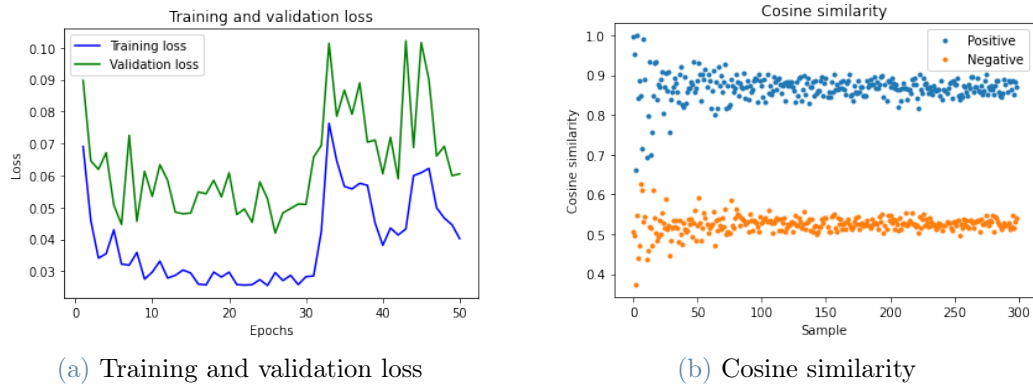 Training and validation loss
Training loss
Validation loss
0.10
0.09
0.08
0.07
0.06
0.05
0.04
0.03
Loss
0 10 20 30 40 50
Epochs
(a) Training and validation loss
Cosine similarity
Positive
Negative
1.0
0.9
0.8
0.7
0.6
0.5
0.4
Cosine similarity
0 50 100 150 200 250 300
Sample
(b) Cosine similarity